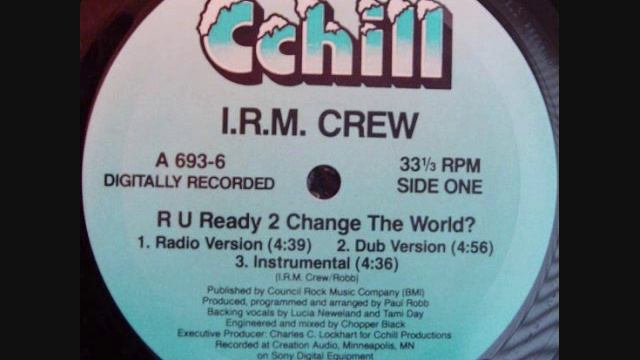 Cchill
I.R.M. CREW
A 693-6 33⅓ RPM
DIGITALLY RECORDED SIDE ONE
R U Ready 2 Change The World?
1. Radio Version (4:39) 2. Dub Version (4:56)
3. Instrumental (4:36)
(I.R.M. Crew/Robb)
Published by Council Rock Music Company (BMI)
Produced, programmed and arranged by Paul Robb
Backing vocals by Lucia Neweland and Tami Day
Engineered and mixed by Chopper Black
Executive Producer: Charles C. Lockhart for Cchill Productions
Recorded at Creation Audio, Minneapolis, MN
on Sony Digital Equipment